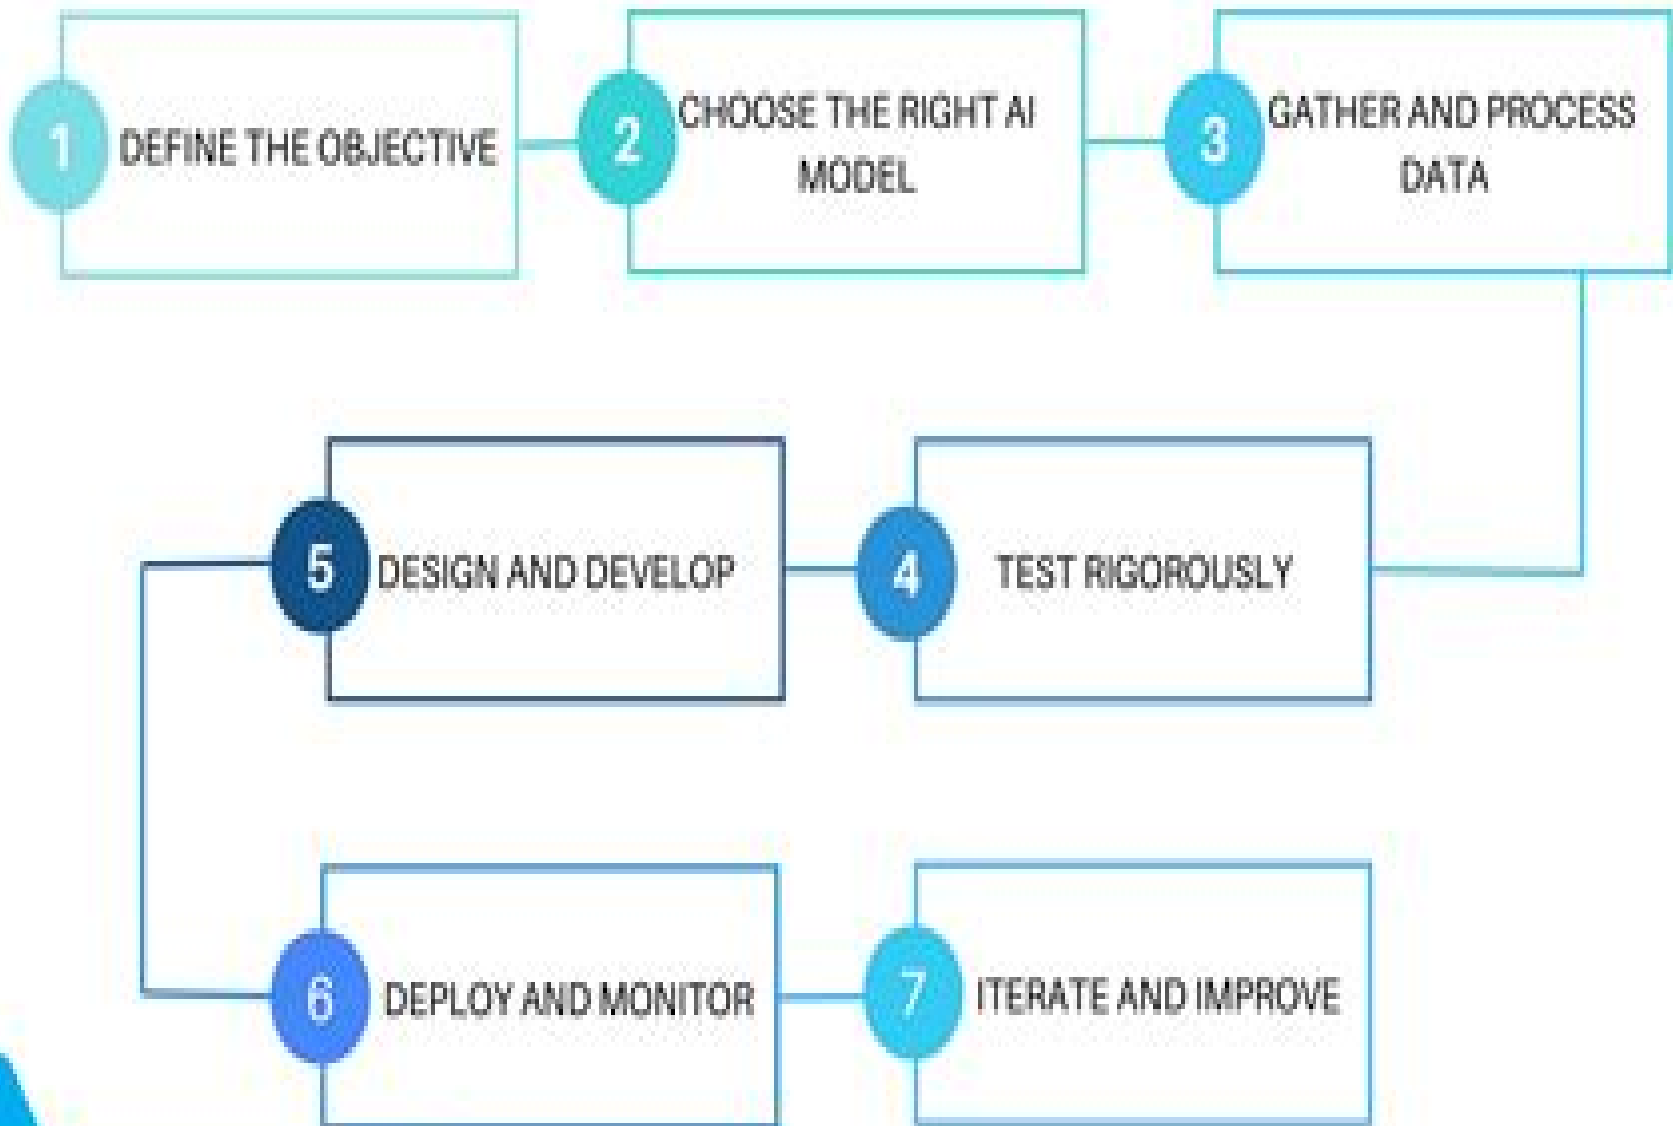 1
DEFINE THE OBJECTIVE
2
CHOOSE THE RIGHT AI
MODEL
3
GATHER AND PROCESS
DATA
4
TEST RIGOROUSLY
5
DESIGN AND DEVELOP
6
DEPLOY AND MONITOR
7
ITERATE AND IMPROVE